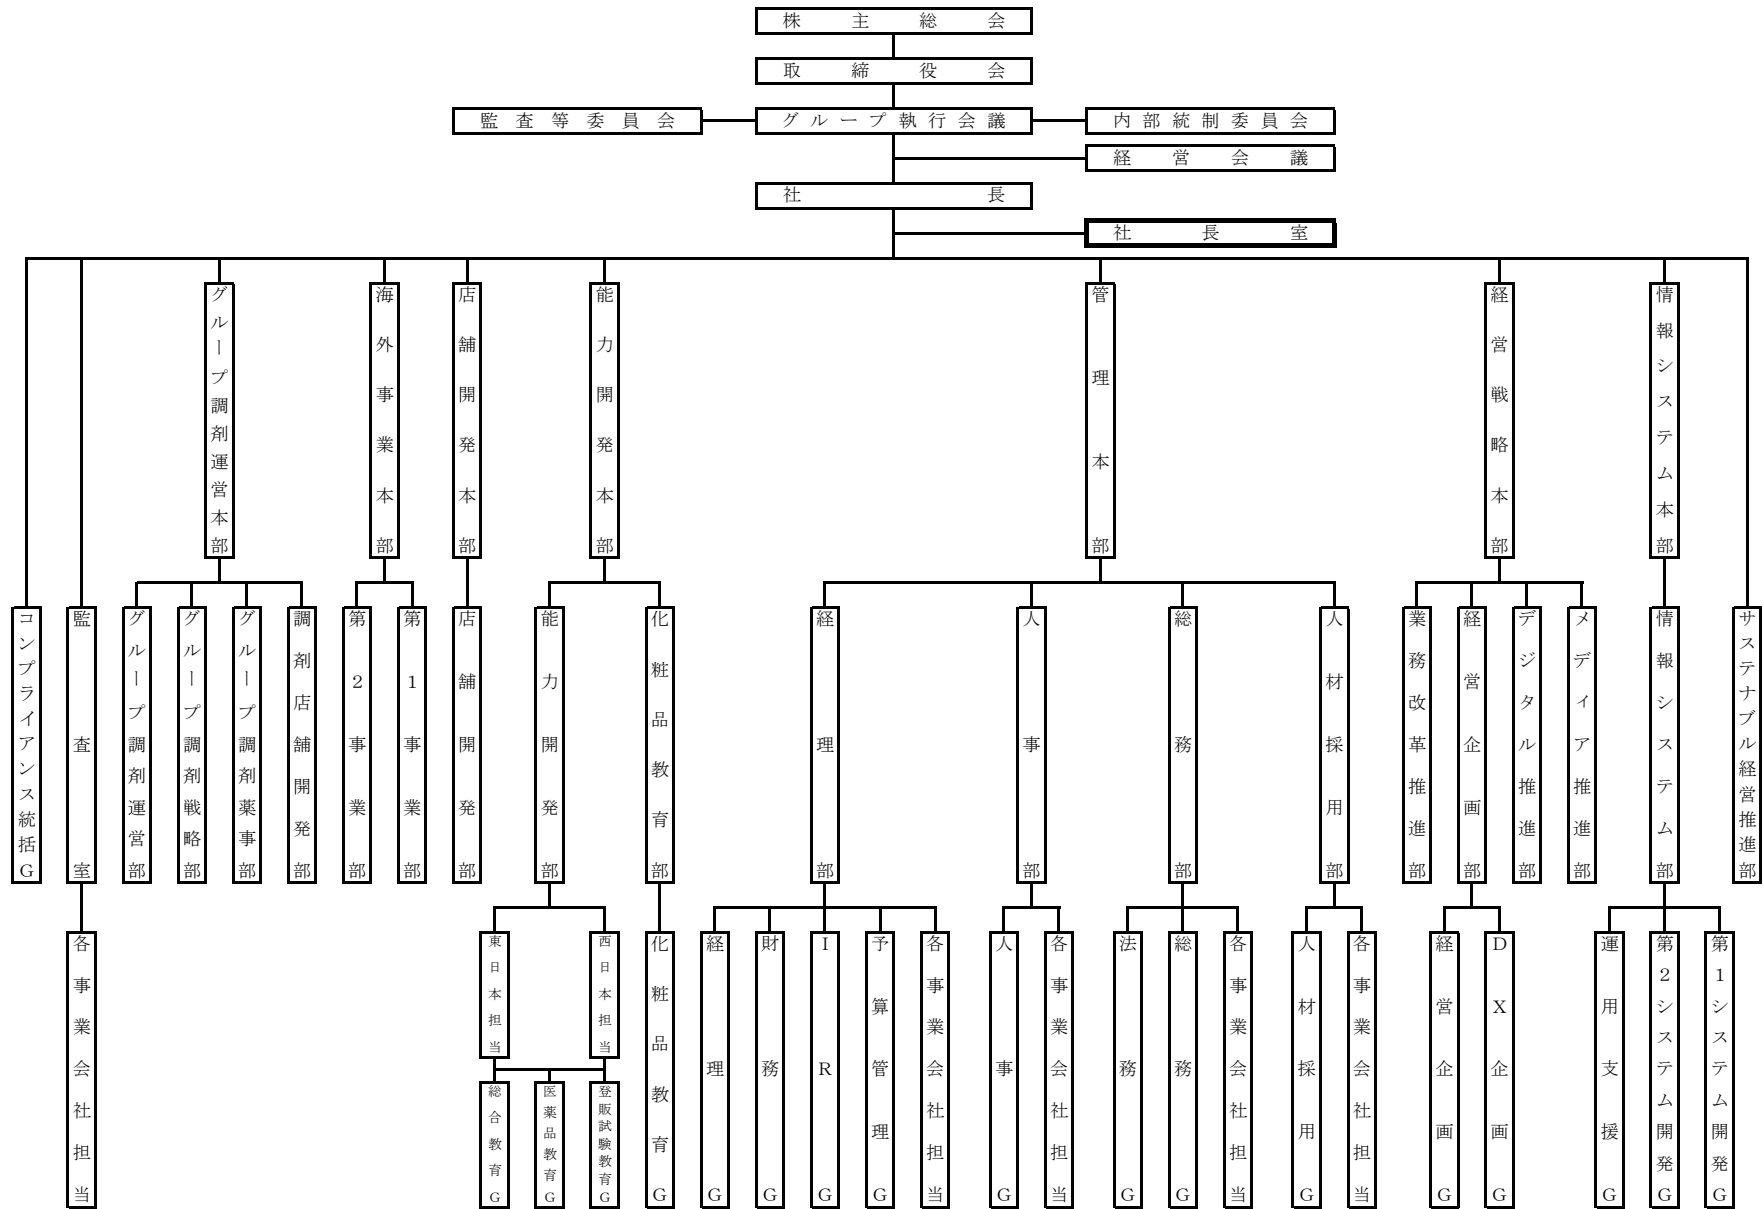 株主総会
取締役会
監査等委員会
グループ執行会議
内部統制委員会
経営会議
社長
社長室
グループ調剤運営本部
海外事業本部
店舗開発本部
能力開発本部
管理本部
経営戦略本部
情報システム本部
コンプライアンス統括G
監査室
グループ調剤運営部
グループ調剤戦略部
グループ調剤薬事部
調剤店舗開発部
第2事業部
第1事業部
店舗開発部
能力開発部
化粧品教育部
経理部
人事部
総務部
人材採用部
業務改革推進部
経営企画部
デジタル推進部
メディア推進部
情報システム部
サステナブル経営推進部
各事業会社担当
東日本担当
西日本担当
総合教育G
医薬品教育G
登販試験教育G
化粧品教育G
経理G
財務G
IRG
予算管理G
各事業会社担当
人事G
各事業会社担当
法務G
総務G
各事業会社担当
人材採用G
各事業会社担当
経営企画G
DX企画G
運用支援G
第2システム開発G
第1システム開発G